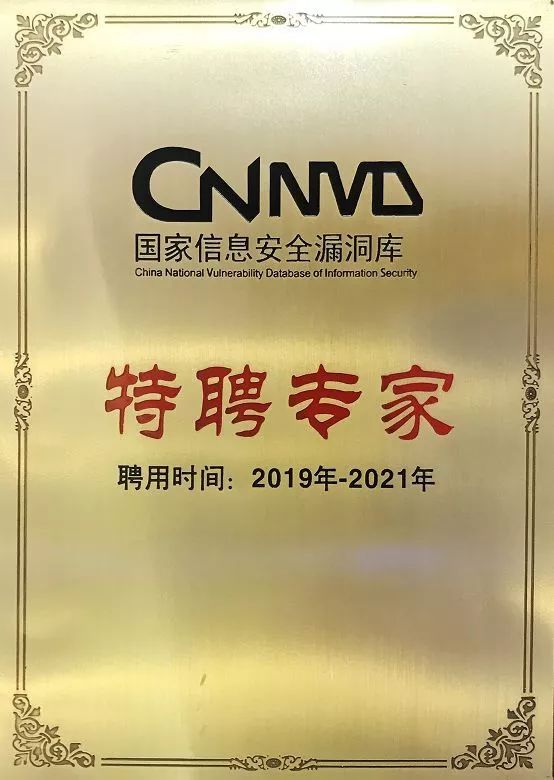 CNNVD
国家信息安全漏洞库
China National Vulnerability Database of Information Security
特聘专家
聘用时间：2019年-2021年